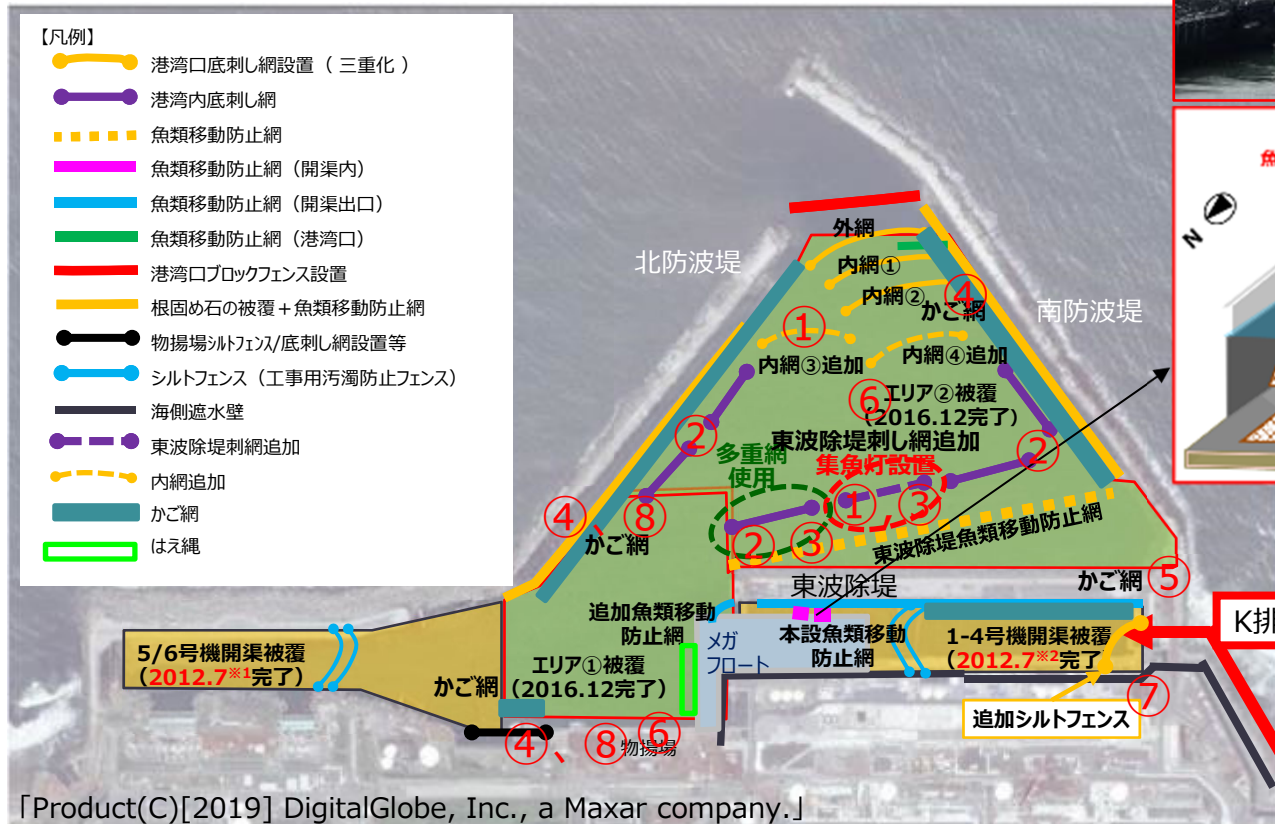 【凡例】
港湾口底刺し網設置（ 三重化 ）
港湾内底刺し網
魚類移動防止網
魚類移動防止網（開渠内）
魚類移動防止網（開渠出口）
魚類移動防止網（港湾口）
港湾口ブロックフェンス設置
根固め石の被覆＋魚類移動防止網
物揚場ｼﾙﾄﾌｪﾝｽ/底刺し網設置等
シルトフェンス（工事用汚濁防止フェンス）
海側遮水壁
東波除堤刺網追加
内網追加
かご網
はえ縄
魚
N
外網
北防波堤
内網①
内網②
④
かご網
南防波堤
①
内網③追加
内網④追加
⑥
エリア②被覆
（2016.12完了）
②
東波除堤刺し網追加
②
多重網
使用
集魚灯設置
④、
⑧
①
③
かご網
②
③
東波除堤魚類移動防止網
東波除堤
かご網
⑤
追加魚類移動
防止網
メガ
フロート
本設魚類移動
防止網
1-4号機開渠被覆
（2012.7※2完了）
K排
5/6号機開渠被覆
（2012.7※1完了）
かご網
エリア①被覆
（2016.12完了）
追加シルトフェンス
⑦
④、
⑧
物揚場
⑥
「Product(C)[2019] DigitalGlobe, Inc., a Maxar company.」